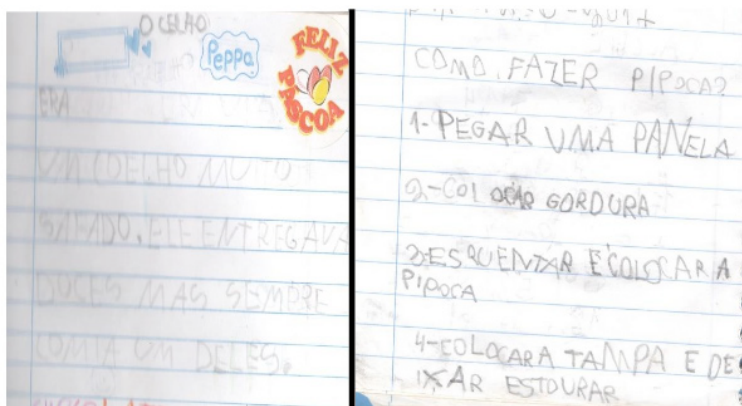 O CELHO
Peppa
FELIZ
PÁSCOA
ERA
UM COELHO MUITO
SAFADO, ELE ENTREGAVA
DOCES MAS SEMPRE
COMIA UM DELES.
COMO FAZER PIPOCA?
1-PEGAR UMA PANELA
2-COLOCAR GORDURA
3-ESQUENTAR E COLOCAR A
PIPOCA
4-COLOCAR A TAMPA E DE
IXAR ESTOURAR